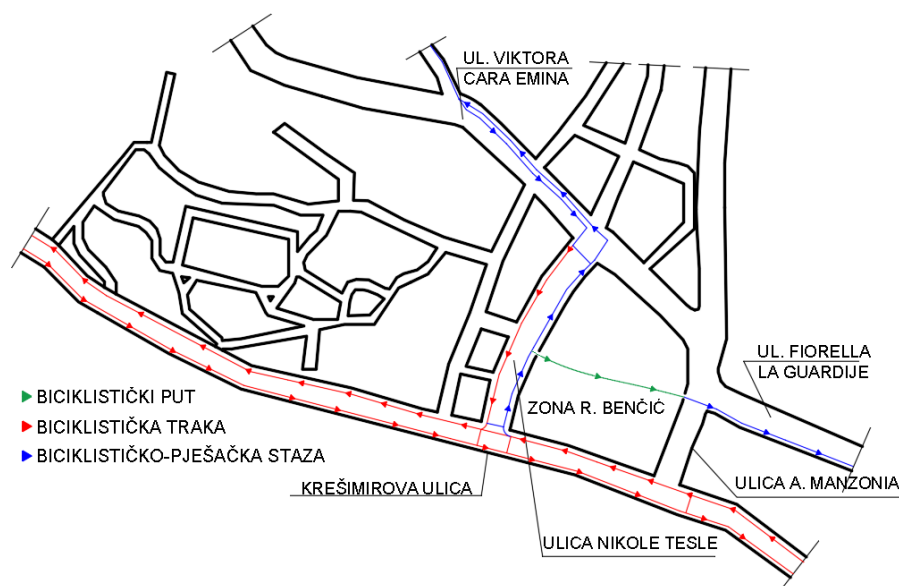 UL. VIKTORA
CARA EMINA
UL. FIORELLA
LA GUARDIJE
BICIKLISTIČKI PUT
ZONA R. BENČIĆ
BICIKLISTIČKA TRAKA
BICIKLISTIČKO-PJEŠAČKA STAZA
KREŠIMIROVA ULICA
ULICA A. MANZONIA
ULICA NIKOLE TESLE